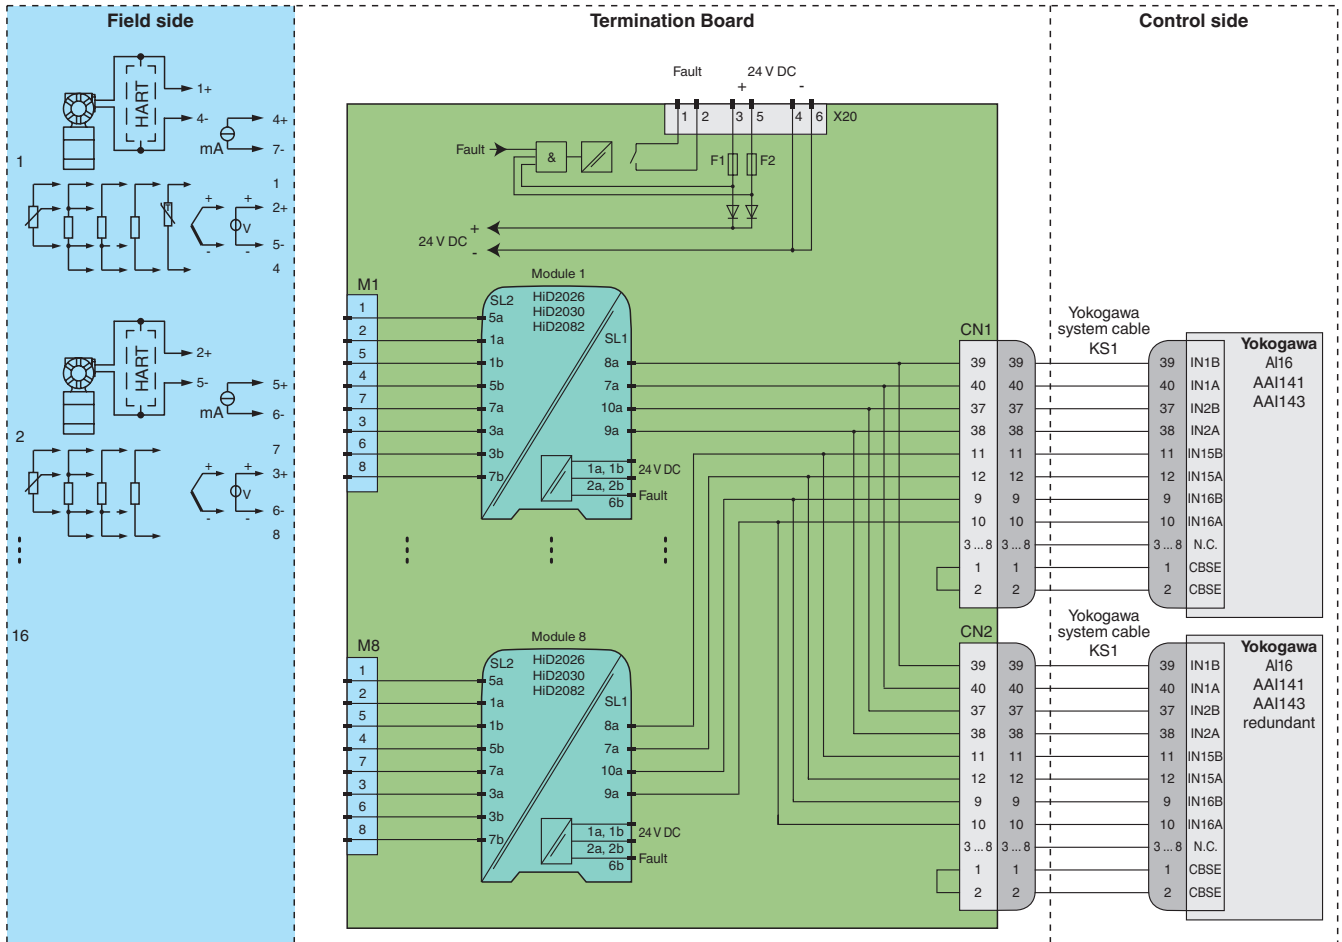 Field side
Termination Board
Control side
HART
1+
4-
mA
4+
7-
1
1
+
-
+
V
-
2+
5-
4
HART
2+
5-
mA
5+
6-
2
7
+
-
+
V
-
3+
6-
8
16
Fault
24 V DC
+
-
1
2
3
5
4
6
X20
Fault
&
F1
F2
24 V DC
+
-
M1
1
2
5
4
7
3
6
8
Module 1
SL2
HiD2026
HiD2030
HiD2082
SL1
5a
1a
1b
5b
7a
3a
3b
7b
8a
7a
10a
9a
1a, 1b
2a, 2b
6b
24 V DC
Fault
M8
1
2
5
4
7
3
6
8
Module 8
SL2
HiD2026
HiD2030
HiD2082
SL1
5a
1a
1b
5b
7a
3a
3b
7b
8a
7a
10a
9a
1a, 1b
2a, 2b
6b
24 V DC
Fault
CN1
Yokogawa
system cable
KS1
39 39 39 IN1B
40 40 40 IN1A
37 37 37 IN2B
38 38 38 IN2A
11 11 11 IN15B
12 12 12 IN15A
9 9 9 IN16B
10 10 10 IN16A
3 ... 8 3 ... 8 3 ... 8 N.C.
1 1 1 CBSE
2 2 2 CBSE
Yokogawa
AI16
AAI141
AAI143
CN2
Yokogawa
system cable
KS1
39 39 39 IN1B
40 40 40 IN1A
37 37 37 IN2B
38 38 38 IN2A
11 11 11 IN15B
12 12 12 IN15A
9 9 9 IN16B
10 10 10 IN16A
3 ... 8 3 ... 8 3 ... 8 N.C.
1 1 1 CBSE
2 2 2 CBSE
Yokogawa
AI16
AAI141
AAI143
redundant